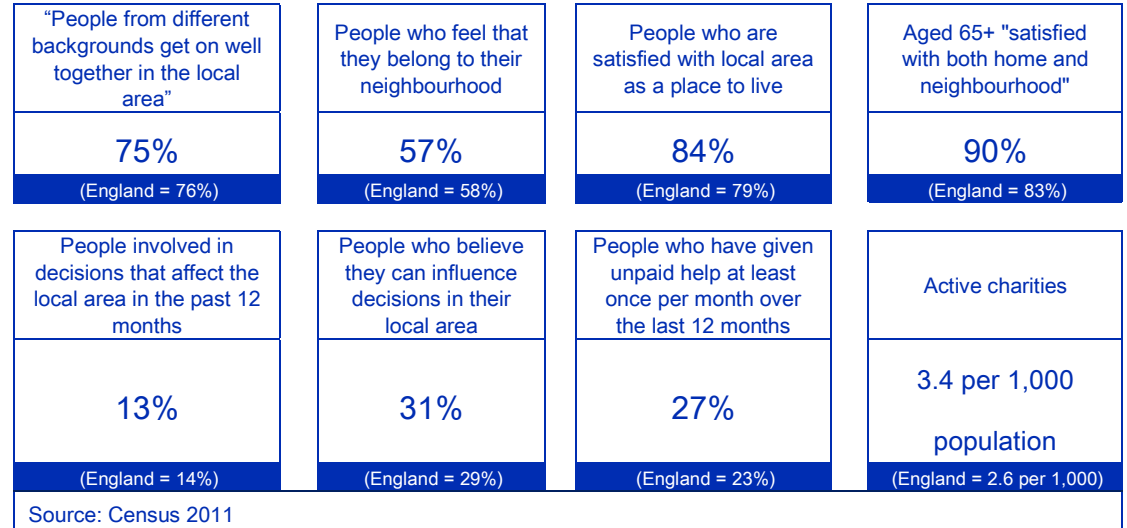 “People from different
backgrounds get on well
together in the local
area”
75%
(England = 76%)
People who feel that
they belong to their
neighbourhood
57%
(England = 58%)
People who are
satisfied with local area
as a place to live
84%
(England = 79%)
Aged 65+ "satisfied
with both home and
neighbourhood"
90%
(England = 83%)
People involved in
decisions that affect the
local area in the past 12
months
13%
(England = 14%)
People who believe
they can influence
decisions in their
local area
31%
(England = 29%)
People who have given
unpaid help at least
once per month over
the last 12 months
27%
(England = 23%)
Active charities
3.4 per 1,000
population
(England = 2.6 per 1,000)
Source: Census 2011